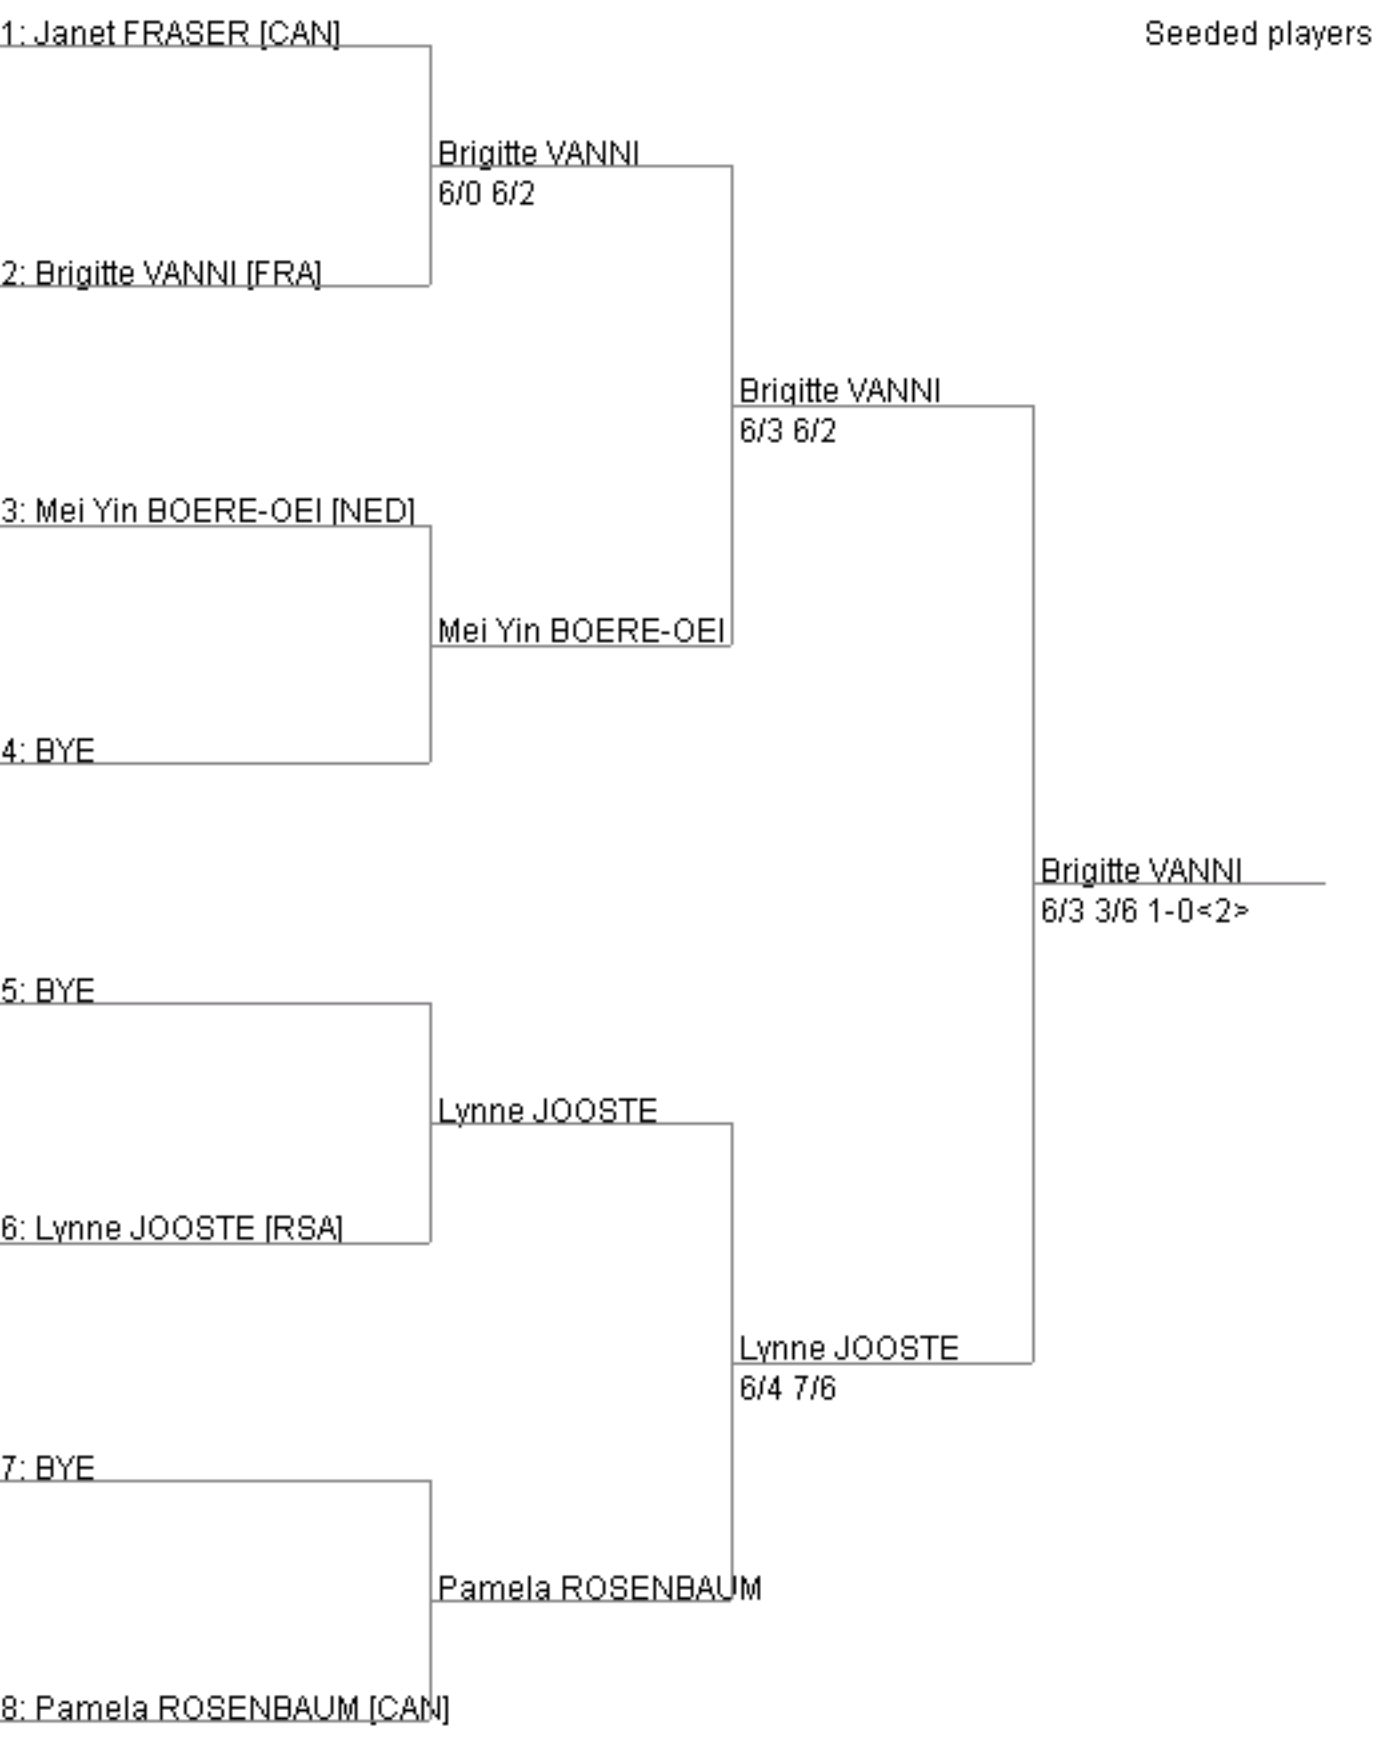 1: Janet FRASER [CAN]
Seeded players
Brigitte VANNI
6/0 6/2
2: Brigitte VANNI [FRA]
Brigitte VANNI
6/3 6/2
3: Mei Yin BOERE-OEI [NED]
Mei Yin BOERE-OEI
4: BYE
Brigitte VANNI
6/3 3/6 1-0<2>
5: BYE
Lynne JOOSTE
6: Lynne JOOSTE [RSA]
Lynne JOOSTE
6/4 7/6
7: BYE
Pamela ROSENBAUM
8: Pamela ROSENBAUM [CAN]